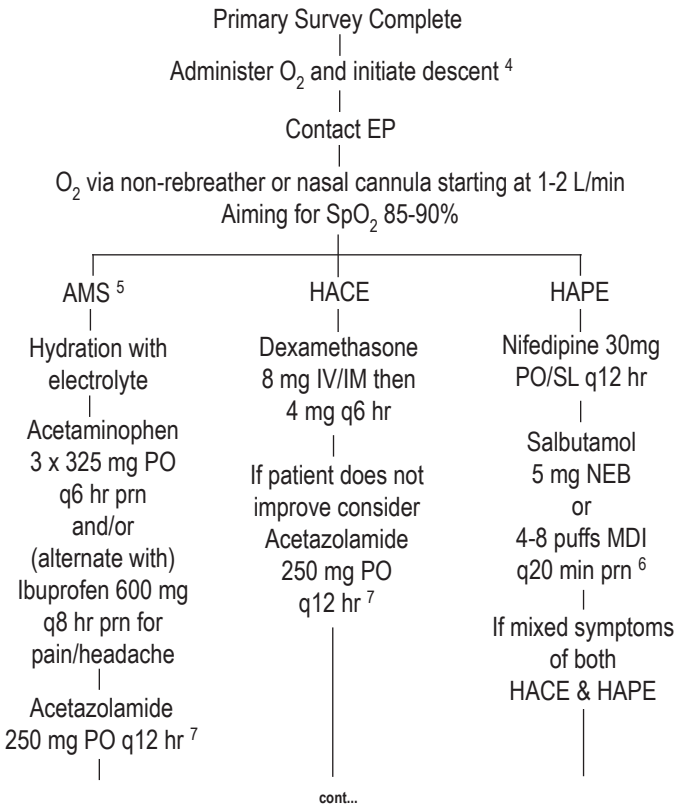 Primary Survey Complete
Administer O2 and initiate descent 4
Contact EP
O2 via non-rebreather or nasal cannula starting at 1-2 L/min
Aiming for SpO2 85-90%
AMS 5
Hydration with
electrolyte
Acetaminophen
3 x 325 mg PO
q6 hr prn
and/or
(alternate with)
Ibuprofen 600 mg
q8 hr prn for
pain/headache
Acetazolamide
250 mg PO q12 hr 7
HACE
Dexamethasone
8 mg IV/IM then
4 mg q6 hr
If patient does not
improve consider
Acetazolamide
250 mg PO
q12 hr 7
HAPE
Nifedipine 30mg
PO/SL q12 hr
Salbutamol
5 mg NEB
or
4-8 puffs MDI
q20 min prn 6
If mixed symptoms
of both
HACE & HAPE
cont...